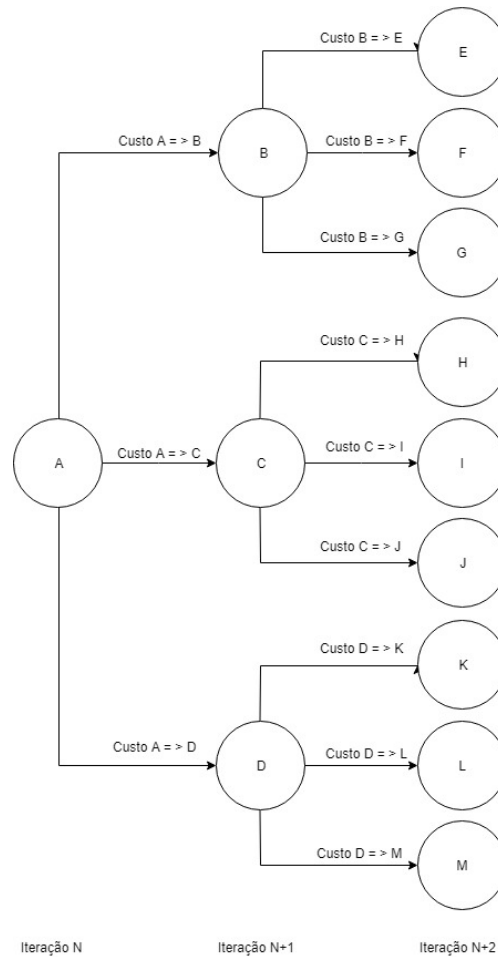 Custo B = > E
E
Custo A = > B
B
Custo B = > F
F
Custo B = > G
G
Custo C = > H
H
A
Custo A = > C
C
Custo C = > I
I
Custo C = > J
J
Custo D = > K
K
Custo A = > D
D
Custo D = > L
L
Custo D = > M
M
Iteração N
Iteração N+1
Iteração N+2